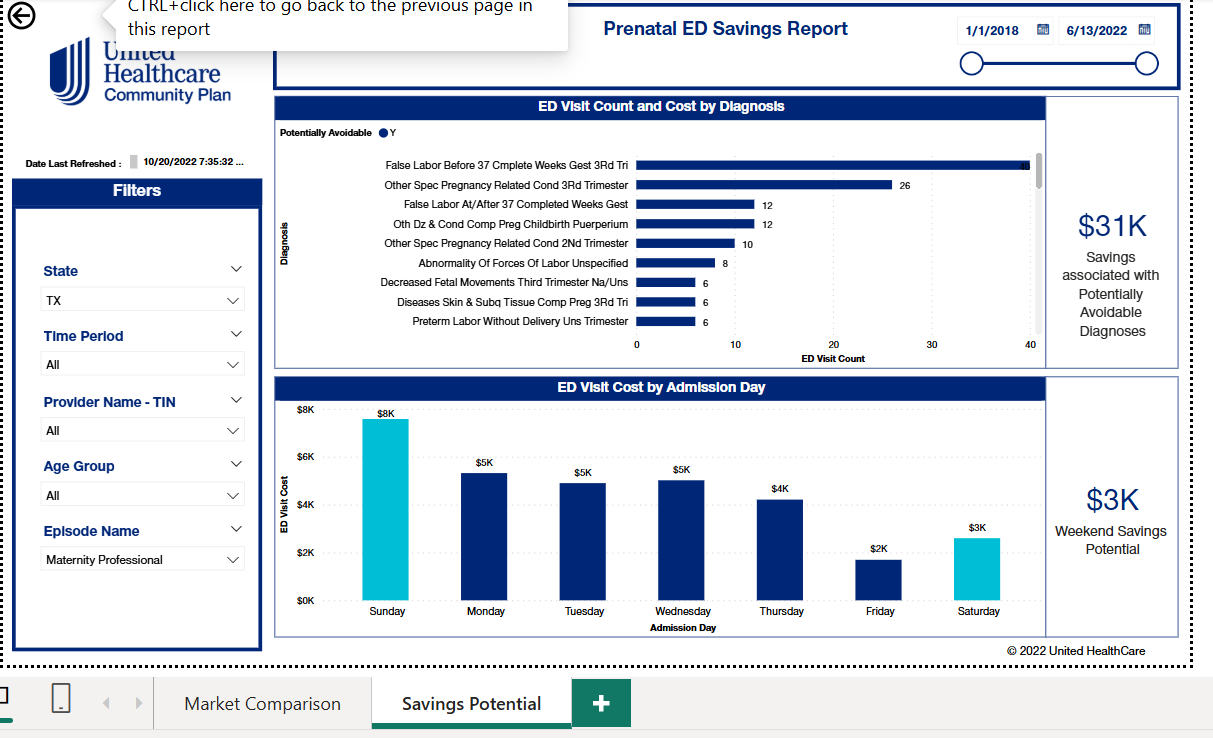 CTRL+click here to go back to the previous page in
this report
United
Healthcare
Community Plan
Prenatal ED Savings Report
1/1/2018
6/13/2022
Date Last Refreshed :
10/20/2022 7:35:32 ...
Filters
State
TX
Time Period
All
Provider Name - TIN
All
Age Group
All
Episode Name
Maternity Professional
ED Visit Count and Cost by Diagnosis
Potentially Avoidable Y
Diagnosis
False Labor Before 37 Cmplete Weeks Gest 3Rd Tri 40
Other Spec Pregnancy Related Cond 3Rd Trimester 26
False Labor At/After 37 Completed Weeks Gest 12
Oth Dz & Cond Comp Preg Childbirth Puerperium 12
Other Spec Pregnancy Related Cond 2Nd Trimester 10
Abnormality Of Forces Of Labor Unspecified 8
Decreased Fetal Movements Third Trimester Na/Uns 6
Diseases Skin & Subq Tissue Comp Preg 3Rd Tri 6
Preterm Labor Without Delivery Uns Trimester 6
0 10 20 30 40
ED Visit Count
$31K
Savings
associated with
Potentially
Avoidable
Diagnoses
ED Visit Cost by Admission Day
ED Visit Cost
$8K
$6K
$4K
$2K
$0K
$8K $5K $5K $5K $4K $2K $3K
Sunday Monday Tuesday Wednesday Thursday Friday Saturday
Admission Day
$3K
Weekend Savings
Potential
© 2022 United HealthCare
Market Comparison
Savings Potential
+